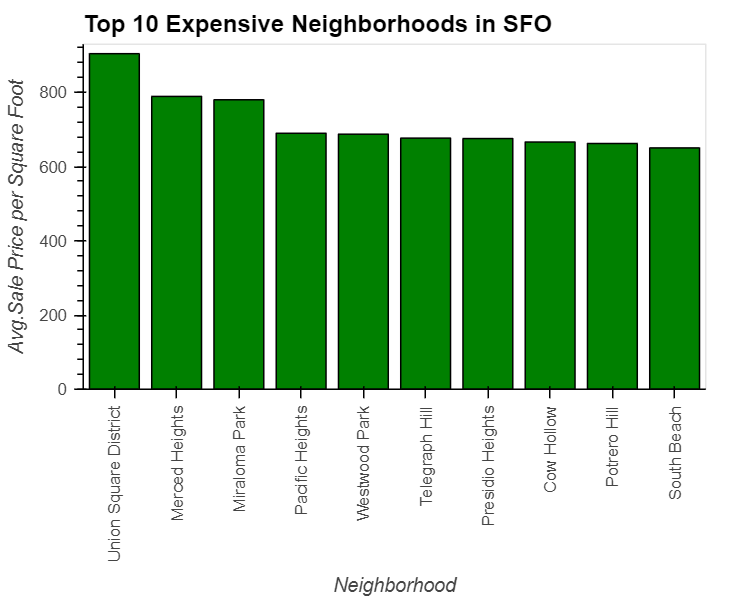 Top 10 Expensive Neighborhoods in SFO
Avg.Sale Price per Square Foot
800
600
400
200
0
Union Square District
Merced Heights
Miraloma Park
Pacific Heights
Westwood Park
Telegraph Hill
Presidio Heights
Cow Hollow
Potrero Hill
South Beach
Neighborhood